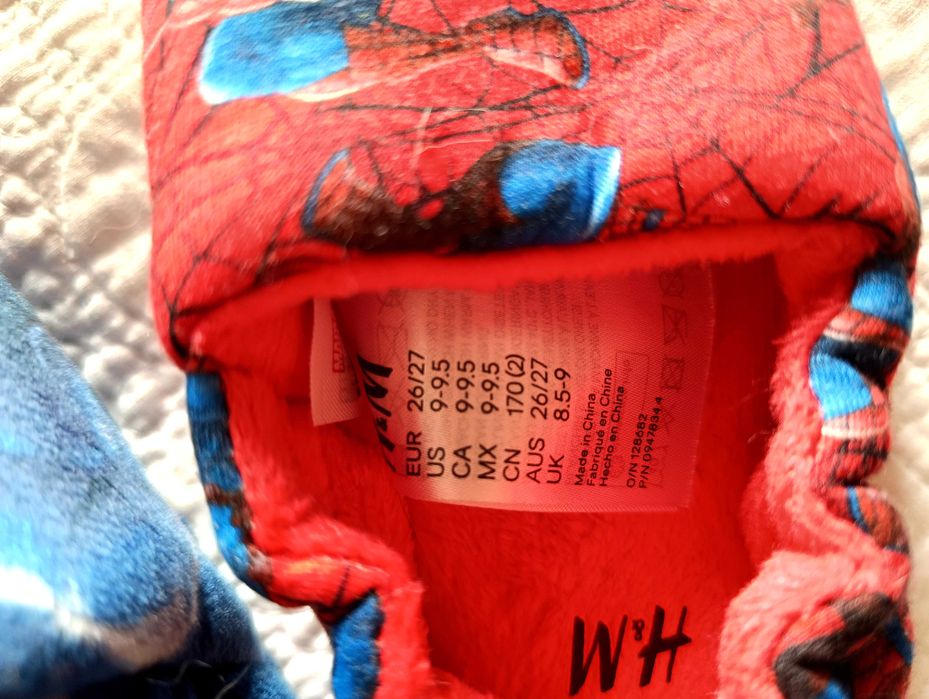 H&M
EUR 26/27
US 9-9.5
CA 9-9.5
MX 9-9.5
CN 170(2)
AUS 26/27
UK 8.5-9
Made in China
Fabriqué en Chine
Hecho en China
O/N 128682
P/N 0947834.4
H&M